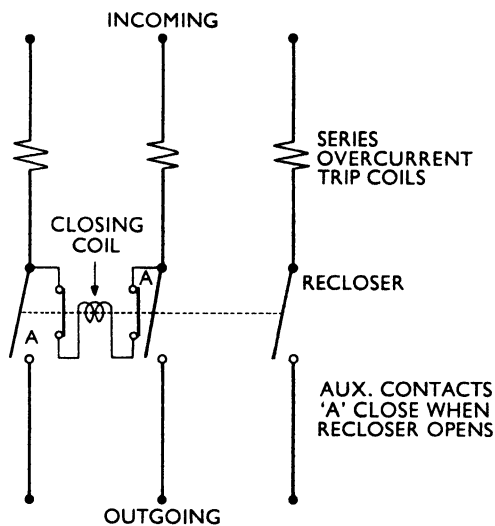 INCOMING
SERIES
OVERCURRENT
TRIP COILS
CLOSING
COIL
A
RECLOSER
A
AUX. CONTACTS
'A' CLOSE WHEN
RECLOSER OPENS
OUTGOING